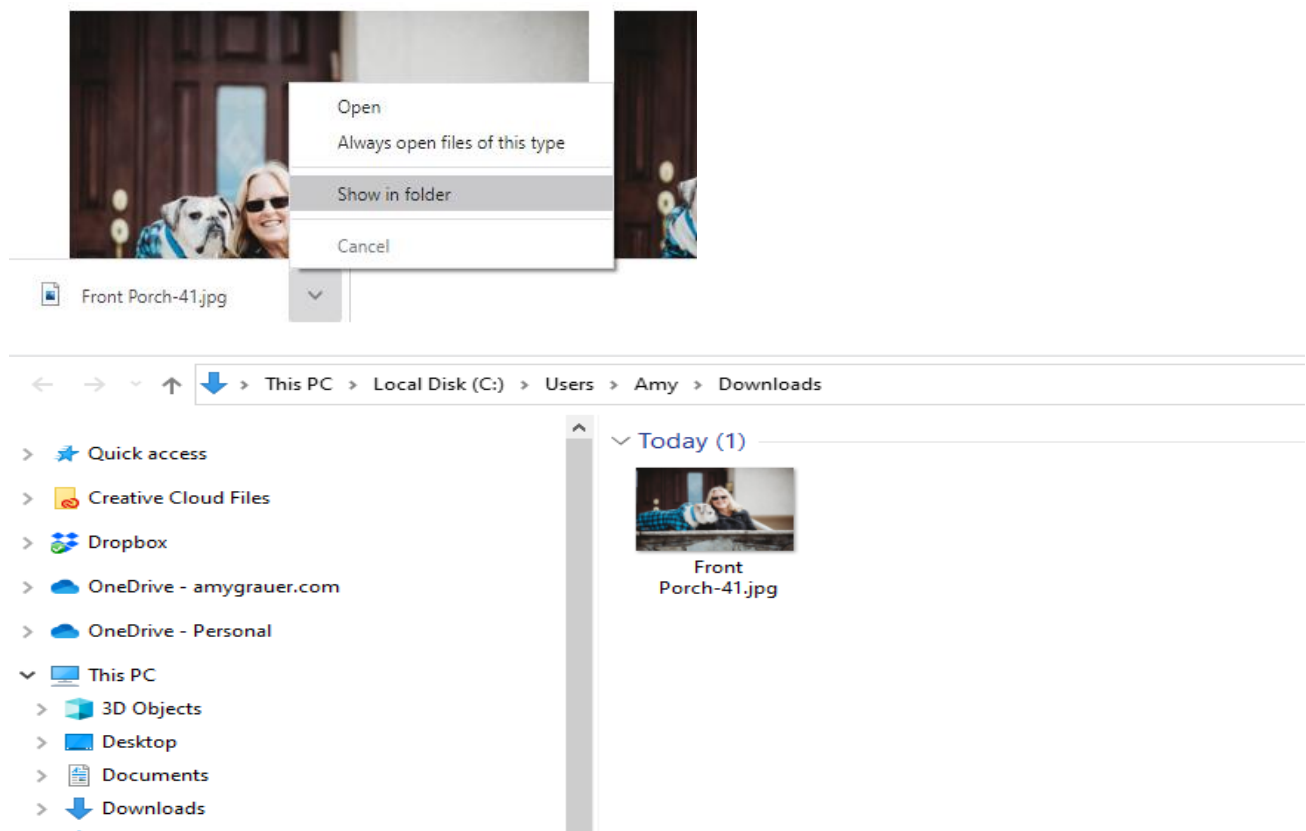 Open
Always open files of this type
Show in folder
Cancel
Front Porch-41.jpg
This PC > Local Disk (C:) > Users > Amy > Downloads
Quick access
Creative Cloud Files
Dropbox
OneDrive - amygrauer.com
OneDrive - Personal
This PC
3D Objects
Desktop
Documents
Downloads
Today (1)
Front
Porch-41.jpg